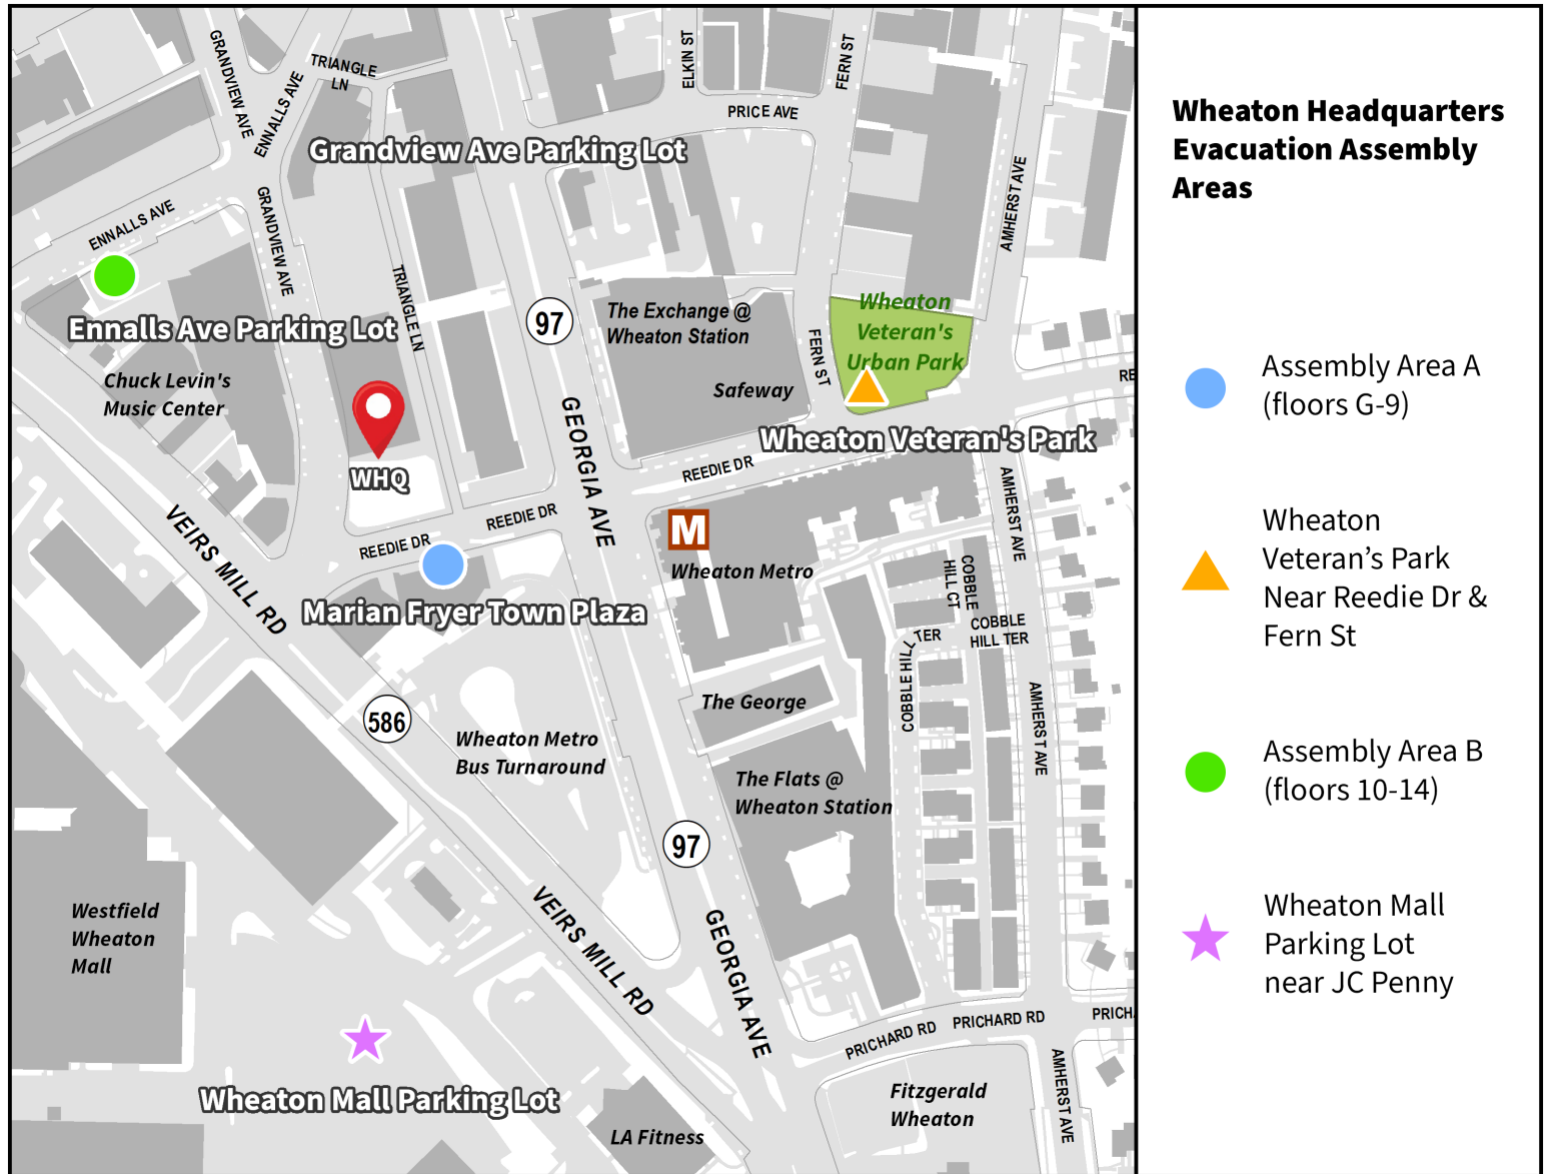 GRANDVIEW AVE
ENNALLS AVE
TRIANGLE
LN
ELKIN ST
FERN ST
PRICE AVE
Grandview Ave Parking Lot
AMHERST AVE
ENNALLS AVE
GRANDVIEW AVE
TRIANGLE LN
Ennalls Ave Parking Lot
97
The Exchange @
Wheaton Station
Wheaton
Veteran's
Urban Park
FERN ST
Safeway
RE
Chuck Levin's
Music Center
Wheaton Veteran's Park
WHQ
GEORGIA AVE
REEDIE DR
REEDIE DR
REEDIE DR
M
Wheaton Metro
AMHERST AVE
VEIRS MILL RD
Marian Fryer Town Plaza
COBBLE
HILL CT
COBBLE
HILL TER
COBBLE HILL TER
The George
AMHERST AVE
586
Wheaton Metro
Bus Turnaround
The Flats @
Wheaton Station
97
VEIRS MILL RD
GEORGIA AVE
Westfield
Wheaton
Mall
PRICHARD RD
PRICHARD RD
PRICH
Wheaton Mall Parking Lot
LA Fitness
Fitzgerald
Wheaton
AMHERST AVE
Wheaton Headquarters
Evacuation Assembly
Areas
Assembly Area A
(floors G-9)
Wheaton
Veteran’s Park
Near Reedie Dr &
Fern St
Assembly Area B
(floors 10-14)
Wheaton Mall
Parking Lot
near JC Penny